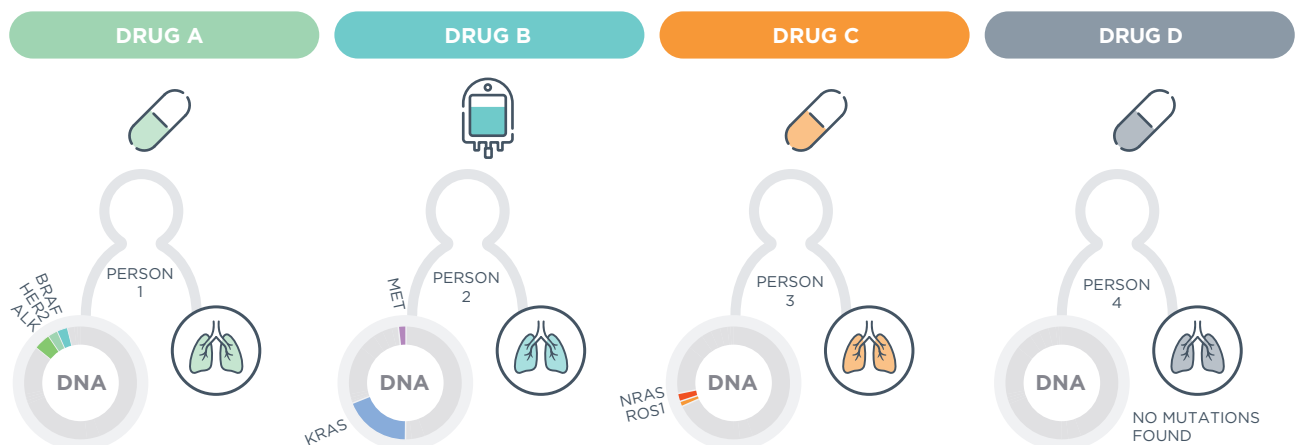 DRUG A
DRUG B
DRUG C
DRUG D
PERSON
1
BRAF
HER2
ALK
DNA
PERSON
2
MET
DNA
KRAS
PERSON
3
NRAS
ROS1
DNA
PERSON
4
DNA
NO MUTATIONS
FOUND